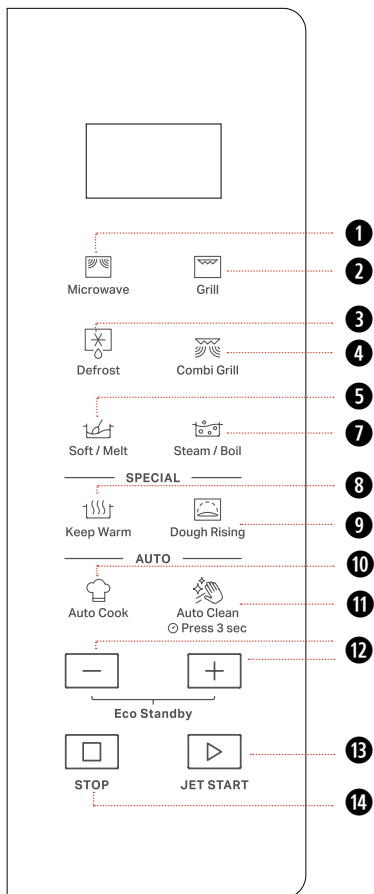 1
Microwave Grill
2
3
Defrost Combi Grill
4
5
Soft / Melt Steam / Boil
7
SPECIAL
8
Keep Warm Dough Rising
9
AUTO
10
Auto Cook Auto Clean
Press 3 sec
11
12
Eco Standby
13
STOP JET START
14